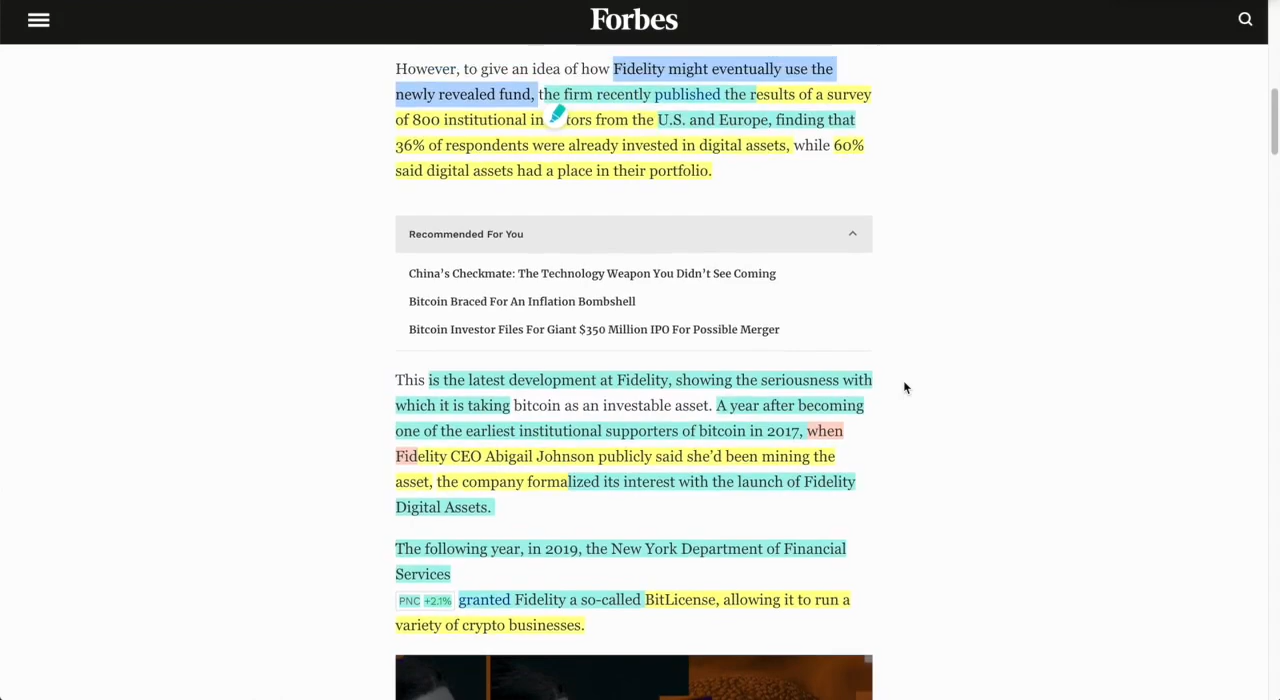 Forbes
However, to give an idea of how Fidelity might eventually use the
newly revealed fund, the firm recently published the results of a survey
of 800 institutional in tors from the U.S. and Europe, finding that
36% of respondents were already invested in digital assets, while 60%
said digital assets had a place in their portfolio.
Recommended For You
China's Checkmate: The Technology Weapon You Didn't See Coming
Bitcoin Braced For An Inflation Bombshell
Bitcoin Investor Files For Giant $350 Million IPO For Possible Merger
This is the latest development at Fidelity, showing the seriousness with
which it is taking bitcoin as an investable asset. A year after becoming
one of the earliest institutional supporters of bitcoin in 2017, when
Fidelity CEO Abigail Johnson publicly said she'd been mining the
asset, the company formalized its interest with the launch of Fidelity
Digital Assets.
The following year, in 2019, the New York Department of Financial
Services
PNC +2.1% granted Fidelity a so-called BitLicense, allowing it to run a
variety of crypto businesses.